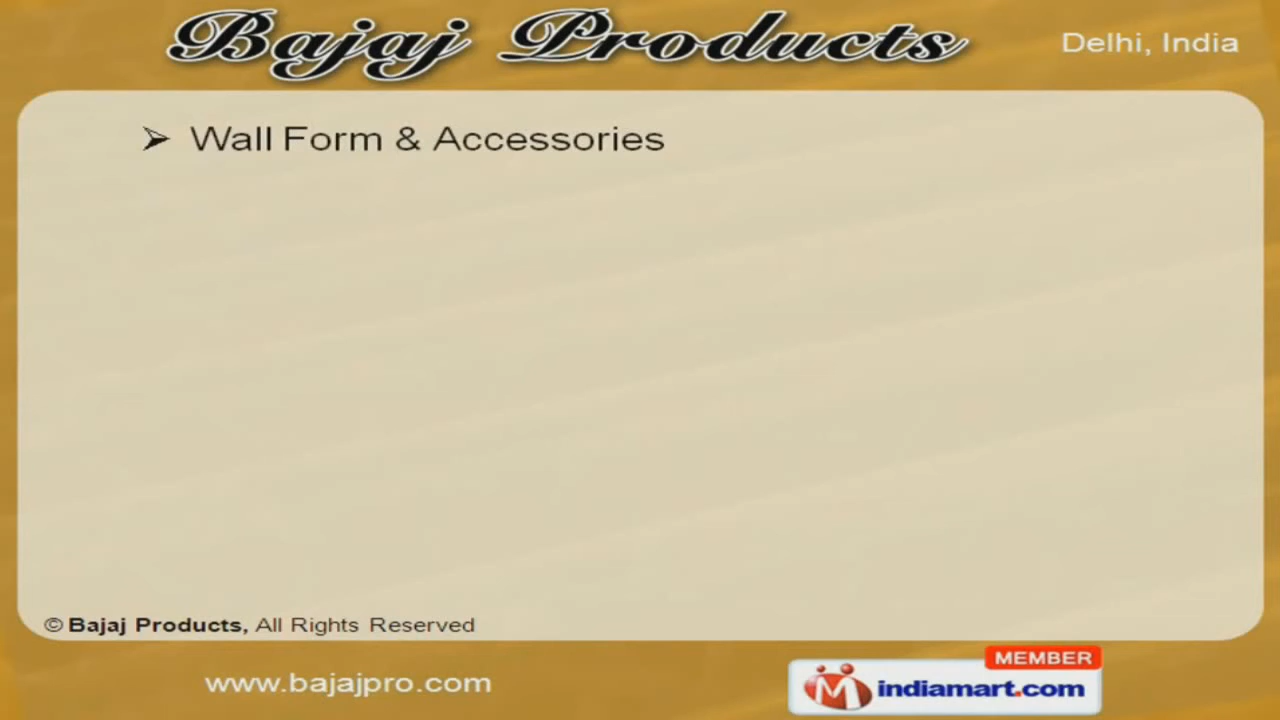 Bajaj Products
Delhi, India
➢ Wall Form & Accessories
© Bajaj Products, All Rights Reserved
www.bajajpro.com
MEMBER
indiamart.com